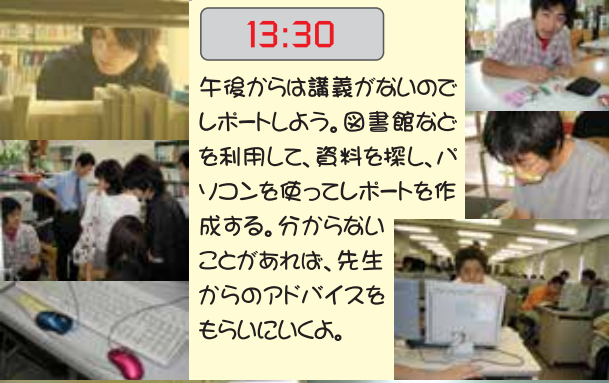 13:30
午後からは講義がないので
レポートしよう。図書館など
を利用して、資料を探し、パ
ソコンを使ってレポートを作
成する。分からない
ことがあれば、先生
からのアドバイスを
もらいにいくよ。